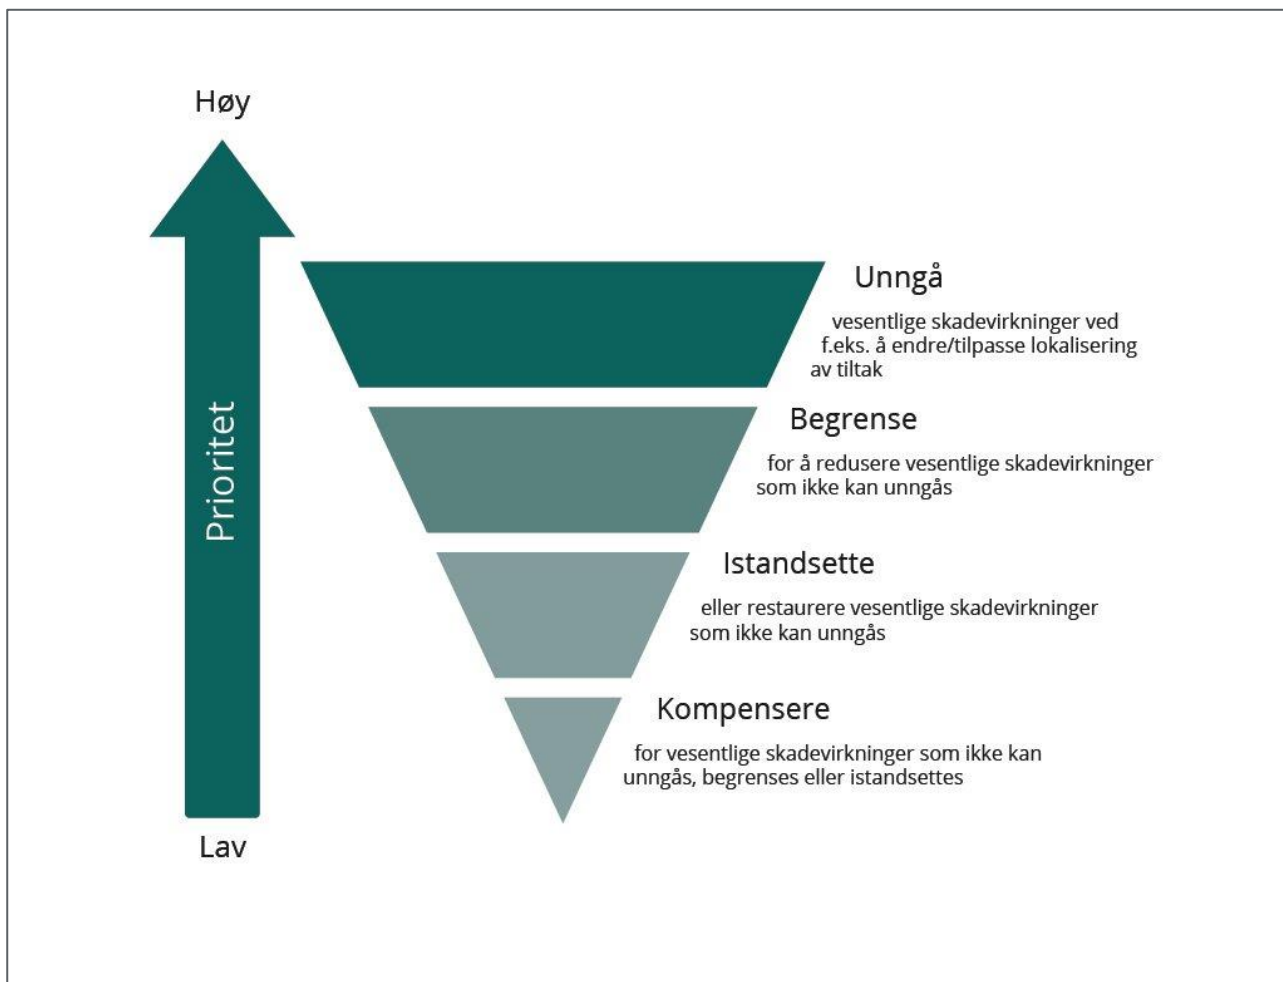 Høy
Prioritet
Lav
Unngå
vesentlige skadevirkninger ved
f.eks. å endre/tilpasse lokalisering
av tiltak
Begrense
for å redusere vesentlige skadevirkninger
som ikke kan unngås
Istandsette
eller restaurere vesentlige skadevirkninger
som ikke kan unngås
Kompensere
for vesentlige skadevirkninger som ikke kan
unngås, begrenses eller istandsettes